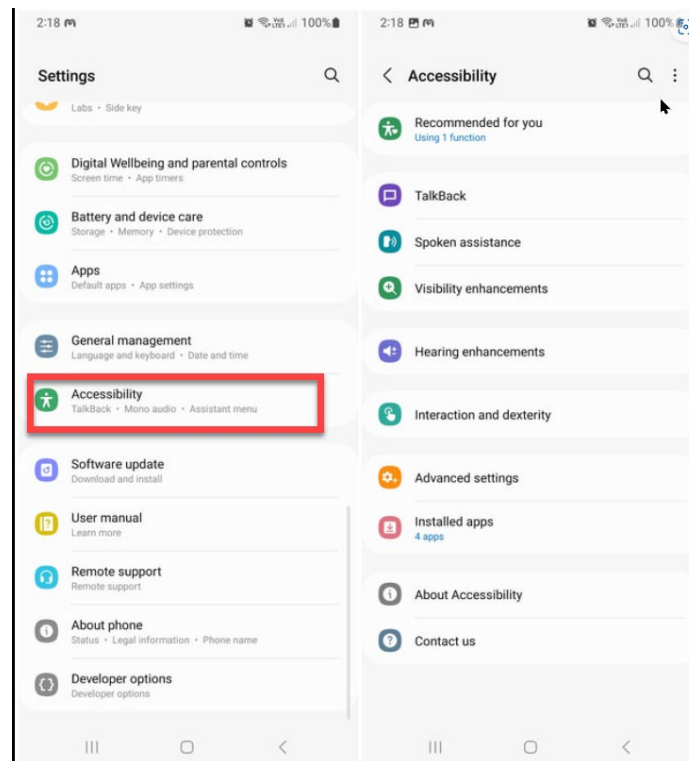 2:18
100%
Settings
Labs • Side key
Digital Wellbeing and parental controls
Screen time • App timers
Battery and device care
Storage • Memory • Device protection
Apps
Default apps • App settings
General management
Language and keyboard • Date and time
Accessibility
TalkBack • Mono audio • Assistant menu
Software update
Download and install
User manual
Learn more
Remote support
Remote support
About phone
Status • Legal information • Phone name
Developer options
Developer options
2:18
100%
Accessibility
Recommended for you
Using 1 function
TalkBack
Spoken assistance
Visibility enhancements
Hearing enhancements
Interaction and dexterity
Advanced settings
Installed apps
4 apps
About Accessibility
Contact us